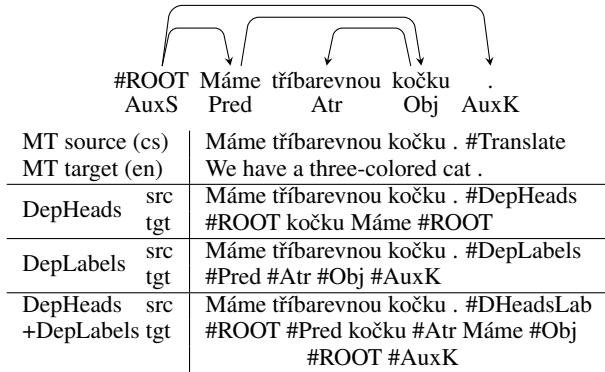 #ROOT Máme tříbarevnou kočku .
AuxS Pred Atr Obj AuxK
MT source (cs) Máme tříbarevnou kočku . #Translate
MT target (en) We have a three-colored cat .
DepHeads src Máme tříbarevnou kočku . #DepHeads
tgt #ROOT kočku Máme #ROOT
DepLabels src Máme tříbarevnou kočku . #DepLabels
tgt #Pred #Atr #Obj #AuxK
DepHeads src Máme tříbarevnou kočku . #DHeadsLab
+DepLabels tgt #ROOT #Pred kočku #Atr Máme #Obj
#ROOT #AuxK